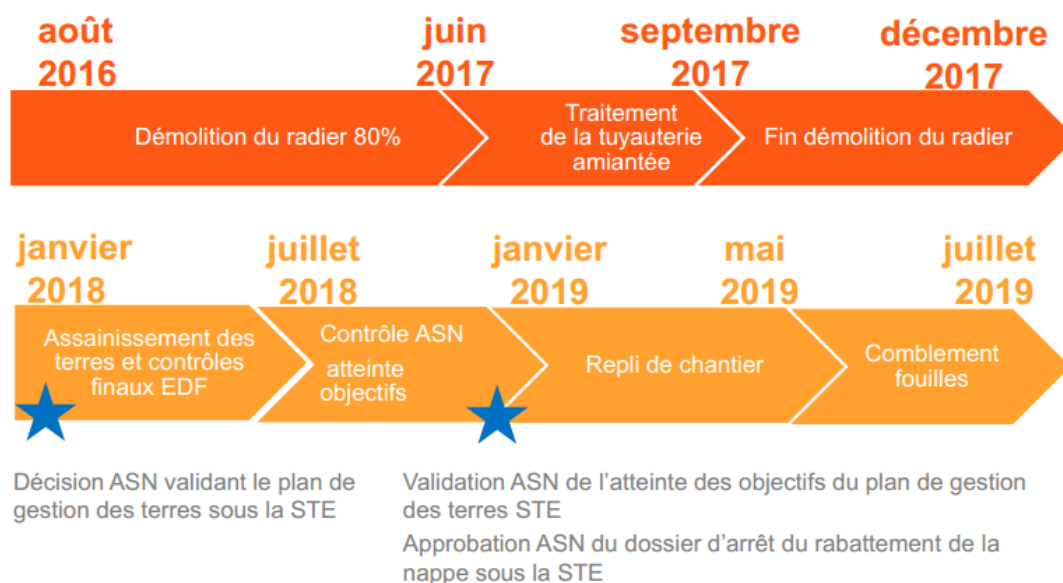 août juin septembre décembre
2016 2017 2017 2017
Démolition du radier 80%
Traitement
de la tuyauterie
amiantée
Fin démolition du radier
janvier juillet janvier mai juillet
2018 2018 2019 2019 2019
Assainissement des
terres et contrôles
finaux EDF
Contrôle ASN
atteinte
objectifs
Repli de chantier
Comblement
fouilles
Décision ASN validant le plan de
gestion des terres sous la STE
Validation ASN de l'atteinte des objectifs du plan de gestion
des terres STE
Approbation ASN du dossier d'arrêt du rabattement de la
nappe sous la STE